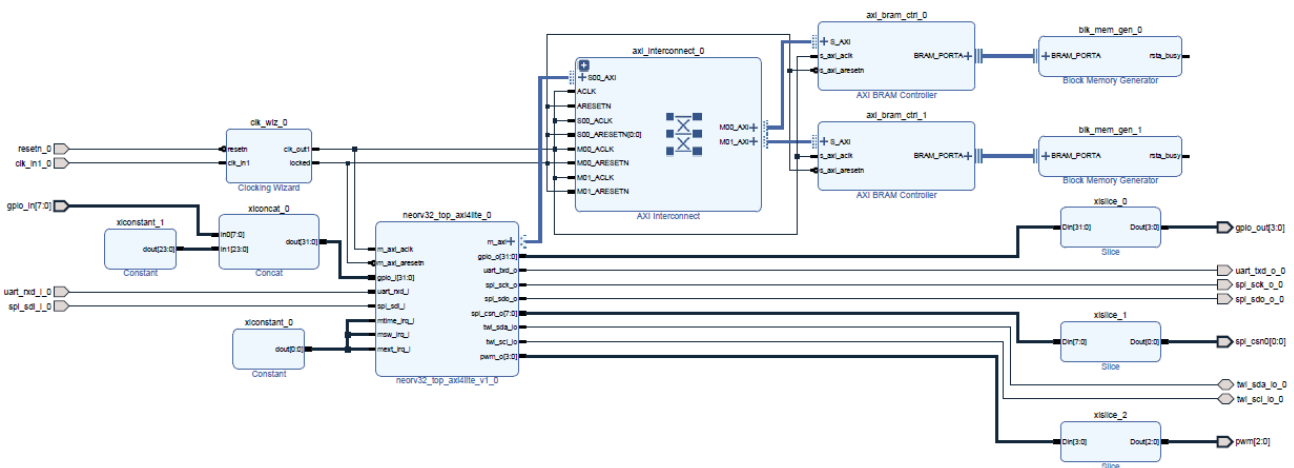 resetn_0
clk_in1_0
gpio_in[7:0]
uart_rxd_i_0
spi_sdi_i_0
clk_wiz_0
resetn
clk_in1
clk_out1
locked
Clocking Wizard
xlconstant_1
dout[23:0]
Constant
xlconcat_0
In0[7:0]
In1[23:0]
dout[31:0]
Concat
xlconstant_0
dout[0:0]
Constant
neorv32_top_axi4lite_0
m_axi_aclk
m_axi_aresetn
gpio_i[31:0]
uart_rxd_i
spi_sdi_i
mtime_irq_i
msw_irq_i
mext_irq_i
m_axi
gpio_o[31:0]
uart_txd_o
spi_sck_o
spi_sdo_o
spi_csn_o[7:0]
twi_sda_io
twi_scl_io
pwm_o[3:0]
neorv32_top_axi4lite_v1_0
axi_interconnect_0
S00_AXI
ACLK
ARESETN
S00_ACLK
S00_ARESETN[0:0]
M00_ACLK
M00_ARESETN
M01_ACLK
M01_ARESETN
M00_AXI
M01_AXI
AXI Interconnect
axi_bram_ctrl_0
S_AXI
s_axi_aclk
s_axi_aresetn
BRAM_PORTA
AXI BRAM Controller
blk_mem_gen_0
BRAM_PORTA
rsta_busy
Block Memory Generator
axi_bram_ctrl_1
S_AXI
s_axi_aclk
s_axi_aresetn
BRAM_PORTA
AXI BRAM Controller
blk_mem_gen_1
BRAM_PORTA
rsta_busy
Block Memory Generator
xlslice_0
Din[31:0]
Dout[3:0]
Slice
xlslice_1
Din[7:0]
Dout[0:0]
Slice
xlslice_2
Din[3:0]
Dout[2:0]
Slice
gpio_out[3:0]
uart_txd_o_0
spi_sck_o_0
spi_sdo_o_0
spi_csn0[0:0]
twi_sda_io_0
twi_scl_io_0
pwm[2:0]